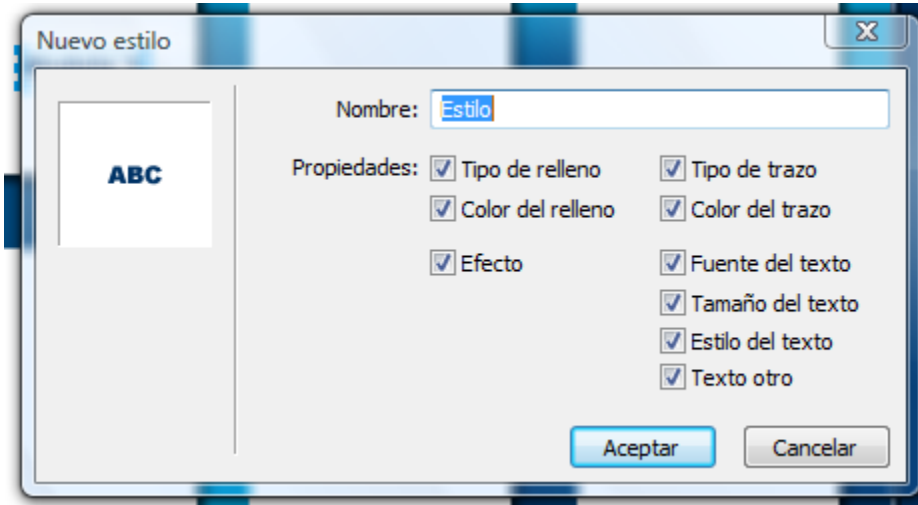 Nuevo estilo
Nombre: Estilo
ABC
Propiedades: Tipo de relleno Tipo de trazo
Color del relleno Color del trazo
Efecto Fuente del texto
Tamaño del texto
Estilo del texto
Texto otro
Aceptar Cancelar